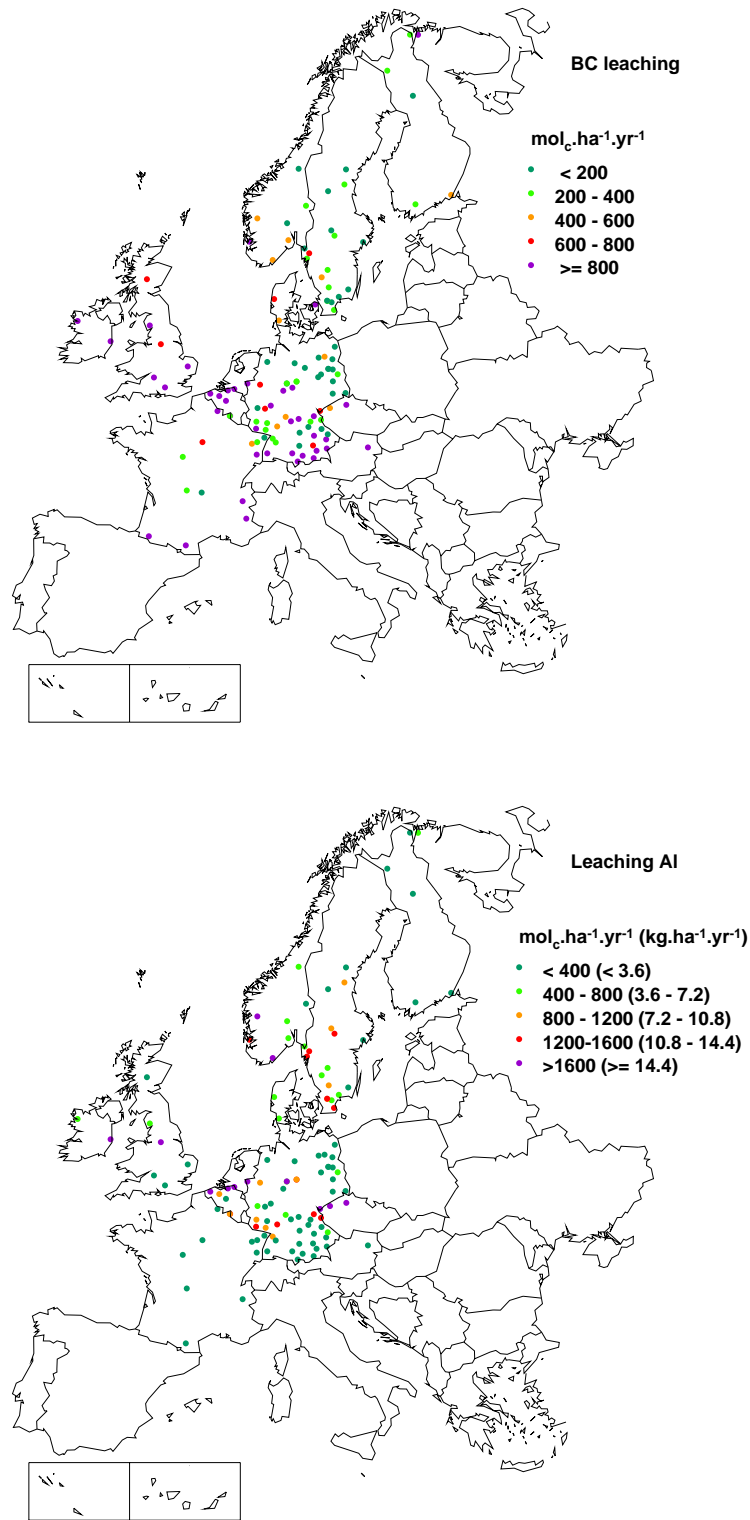 BC leaching
mol_c.ha⁻¹.yr⁻¹
< 200
200 - 400
400 - 600
600 - 800
>= 800
Leaching Al
mol_c.ha⁻¹.yr⁻¹ (kg.ha⁻¹.yr⁻¹)
< 400 (< 3.6)
400 - 800 (3.6 - 7.2)
800 - 1200 (7.2 - 10.8)
1200-1600 (10.8 - 14.4)
>1600 (>= 14.4)